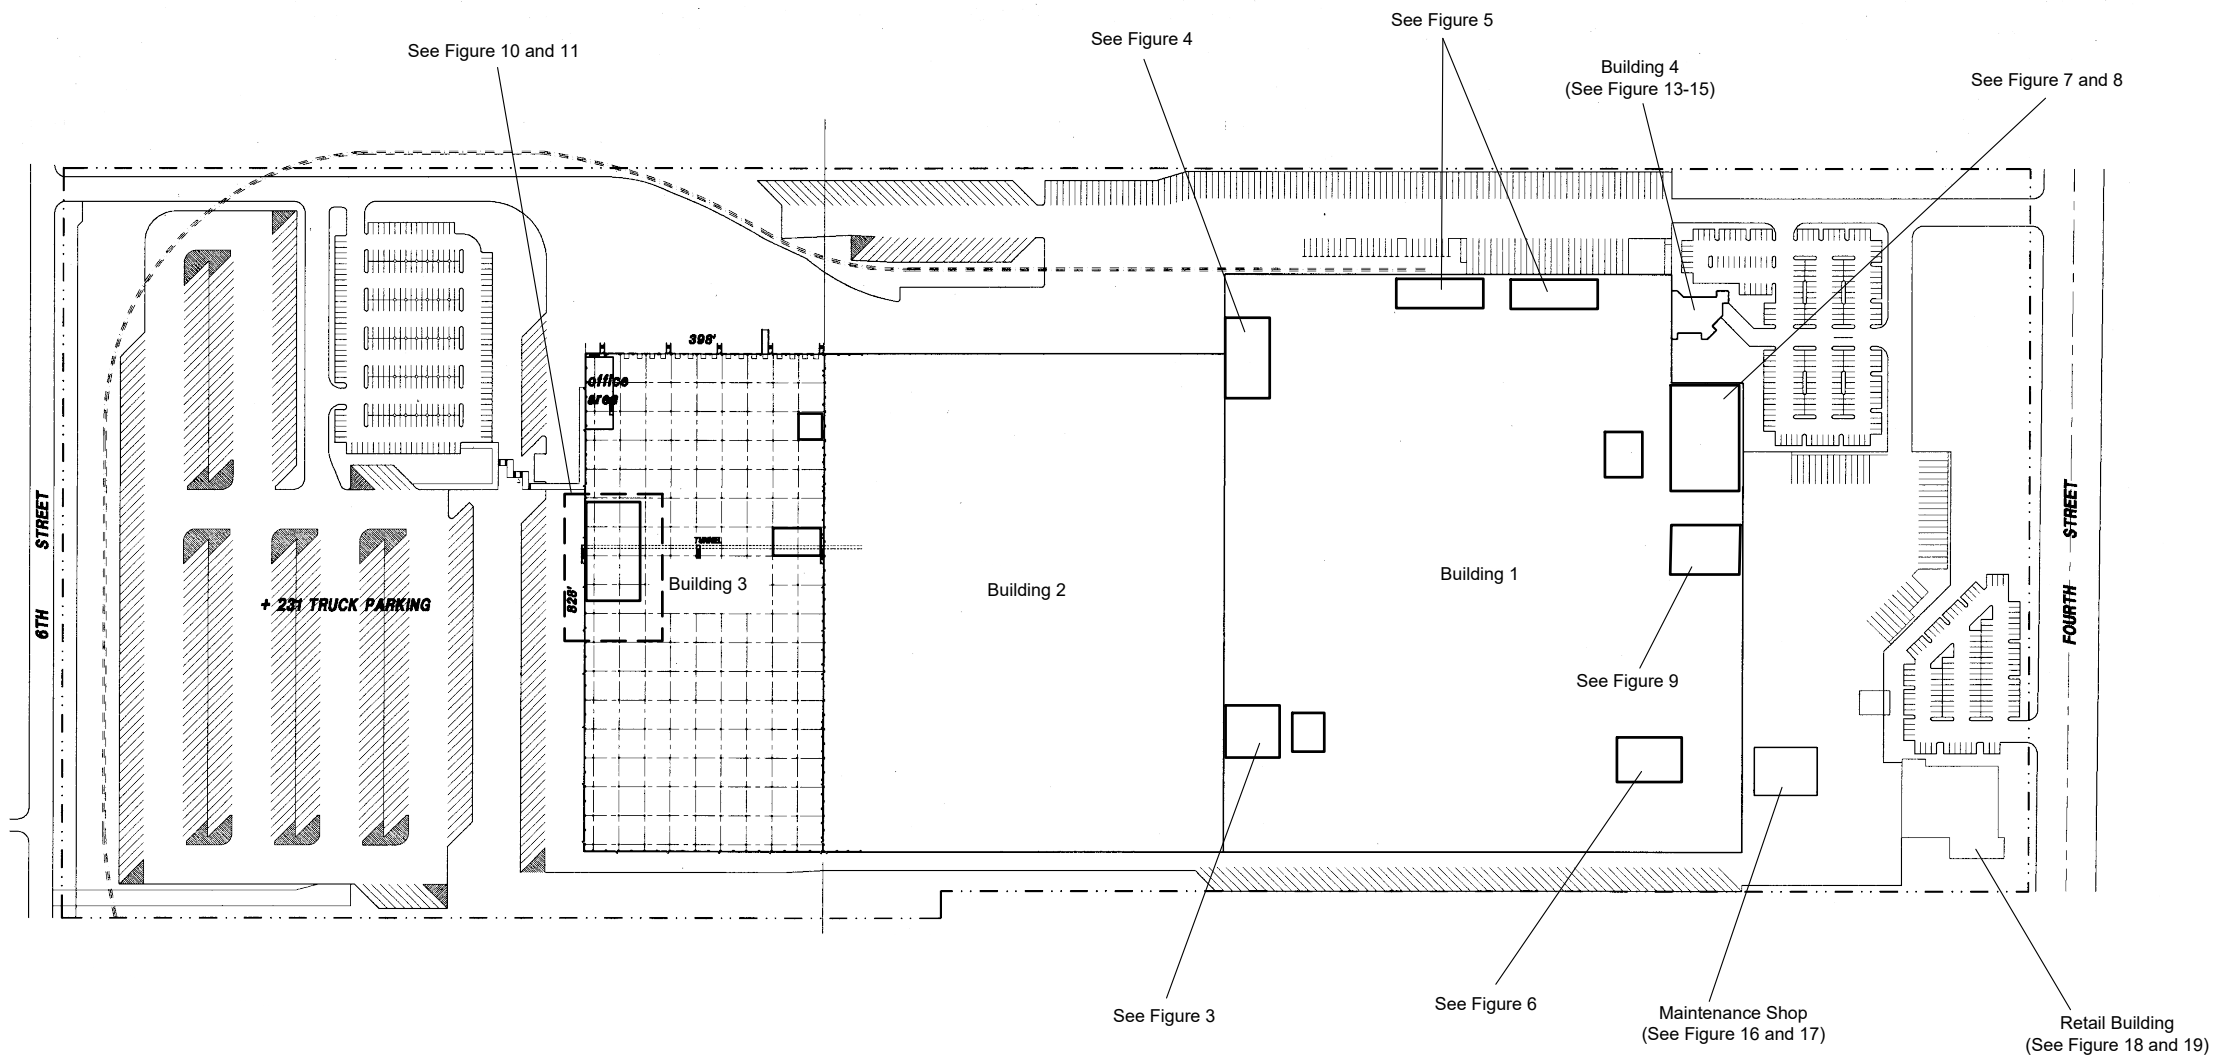 See Figure 5
See Figure 4
See Figure 10 and 11
Building 4
(See Figure 13-15)
See Figure 7 and 8
398'
office
area
6TH STREET
FOURTH STREET
TUNNEL
Building 3
828'
Building 2
Building 1
+ 231 TRUCK PARKING
See Figure 9
See Figure 3
See Figure 6
Maintenance Shop
(See Figure 16 and 17)
Retail Building
(See Figure 18 and 19)